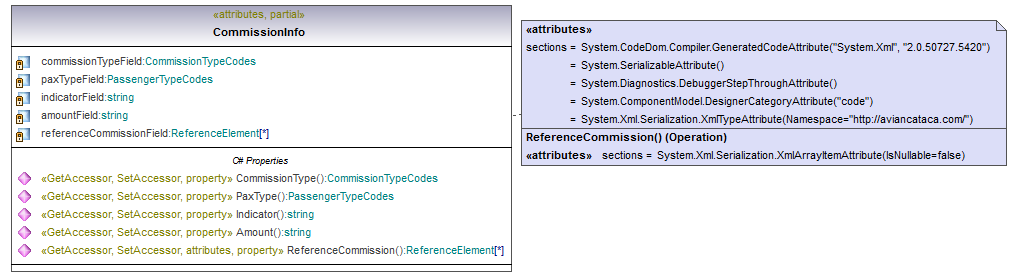 «attributes, partial»
CommissionInfo
commissionTypeField:CommissionTypeCodes
paxTypeField:PassengerTypeCodes
indicatorField:string
amountField:string
referenceCommissionField:ReferenceElement[*]
C# Properties
«GetAccessor, SetAccessor, property» CommissionType():CommissionTypeCodes
«GetAccessor, SetAccessor, property» PaxType():PassengerTypeCodes
«GetAccessor, SetAccessor, property» Indicator():string
«GetAccessor, SetAccessor, property» Amount():string
«GetAccessor, SetAccessor, attributes, property» ReferenceCommission():ReferenceElement[*]
«attributes»
sections = System.CodeDom.Compiler.GeneratedCodeAttribute("System.Xml", "2.0.50727.5420")
= System.SerializableAttribute()
= System.Diagnostics.DebuggerStepThroughAttribute()
= System.ComponentModel.DesignerCategoryAttribute("code")
= System.Xml.Serialization.XmlTypeAttribute(Namespace="http://aviancataca.com/")
ReferenceCommission() (Operation)
«attributes» sections = System.Xml.Serialization.XmlArrayItemAttribute(IsNullable=false)